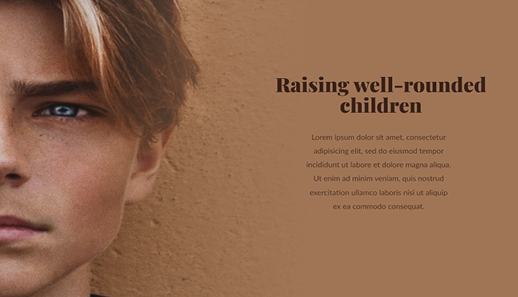 Raising well-rounded
children
Lorem ipsum dolor sit amet, consectetur
adipisicing elit, sed do eiusmod tempor
incididunt ut labore et dolore magna aliqua.
Ut enim ad minim veniam, quis nostrud
exercitation ullamco laboris nisi ut aliquip
ex ea commodo consequat.